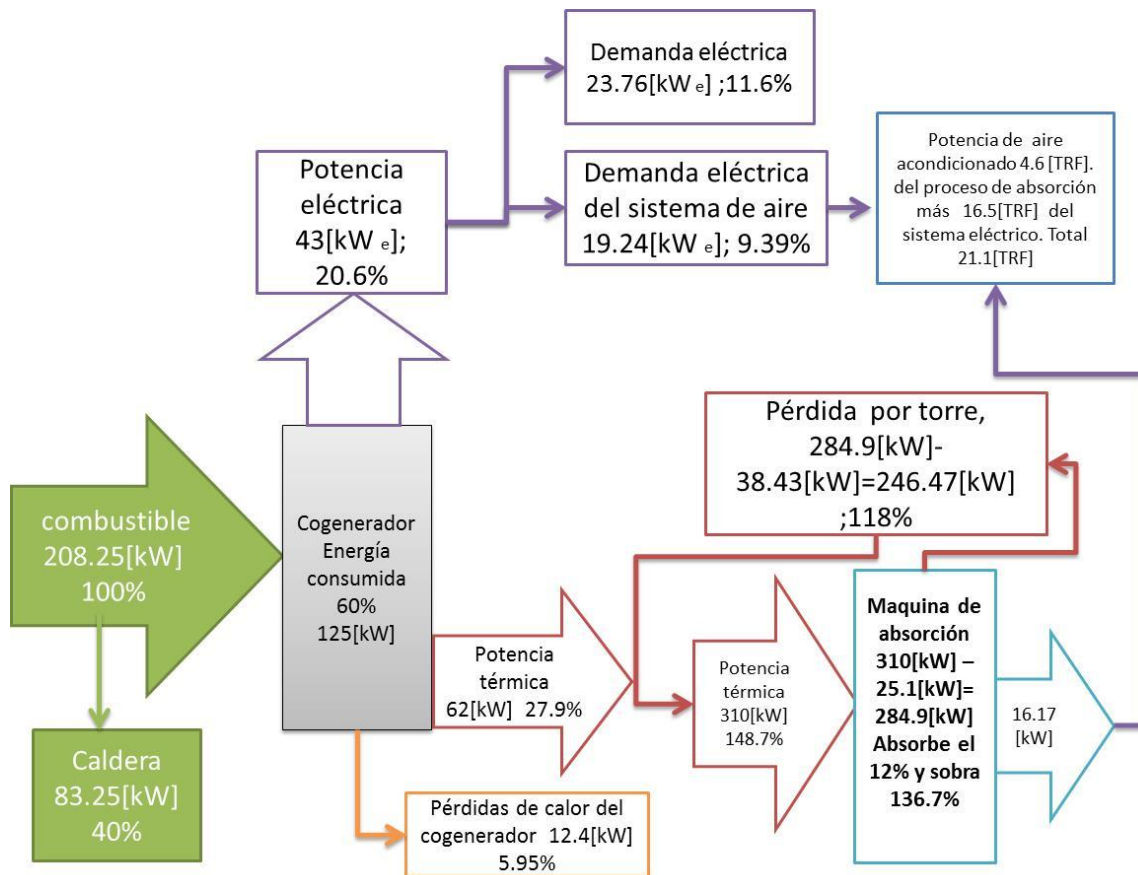 Demanda eléctrica
23.76[kW e] ;11.6%
Potencia
eléctrica
43[kW e];
20.6%
Demanda eléctrica
del sistema de aire
19.24[kW e]; 9.39%
Potencia de aire
acondicionado 4.6 [TRF].
del proceso de absorción
más 16.5[TRF] del
sistema eléctrico. Total
21.1[TRF]
Pérdida por torre,
284.9[kW]-
38.43[kW]=246.47[kW]
;118%
combustible
208.25[kW]
100%
Cogenerador
Energía
consumida
60%
125[kW]
Potencia
térmica
62[kW] 27.9%
Potencia
térmica
310[kW]
148.7%
Maquina de
absorción
310[kW] –
25.1[kW]=
284.9[kW]
Absorbe el
12% y sobra
136.7%
16.17
[kW]
Caldera
83.25[kW]
40%
Pérdidas de calor del
cogenerador 12.4[kW]
5.95%